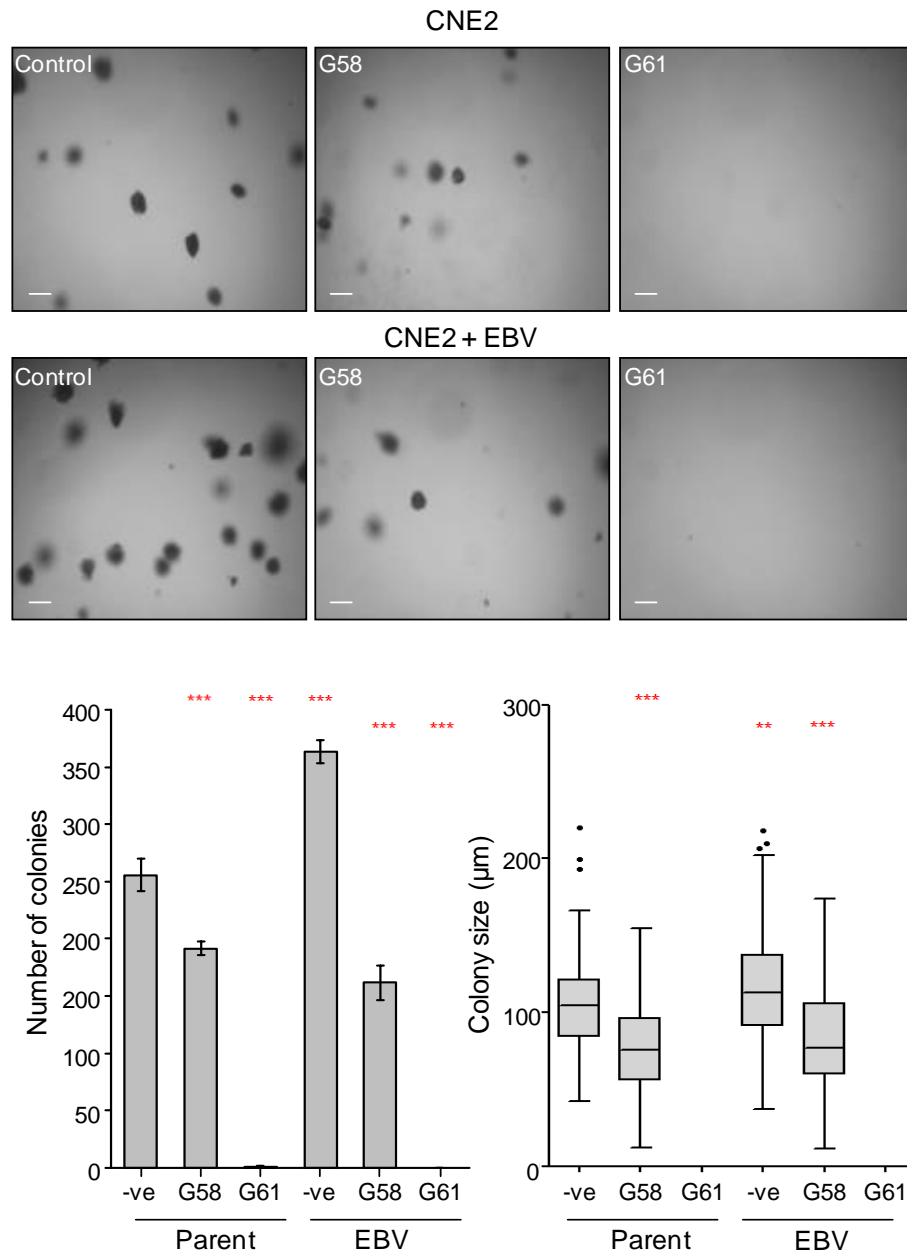 CNE2
Control G58 G61
CNE2 + EBV
Control G58 G61
*** *** ***
*** ***
400
350
300
250
200
200
100
50
0
Number of colonies
-ve G58 G61 -ve G58 G61
Parent EBV
***
** ***
300
200
100
0
Colony size (µm)
-ve G58 G61 -ve G58 G61
Parent EBV